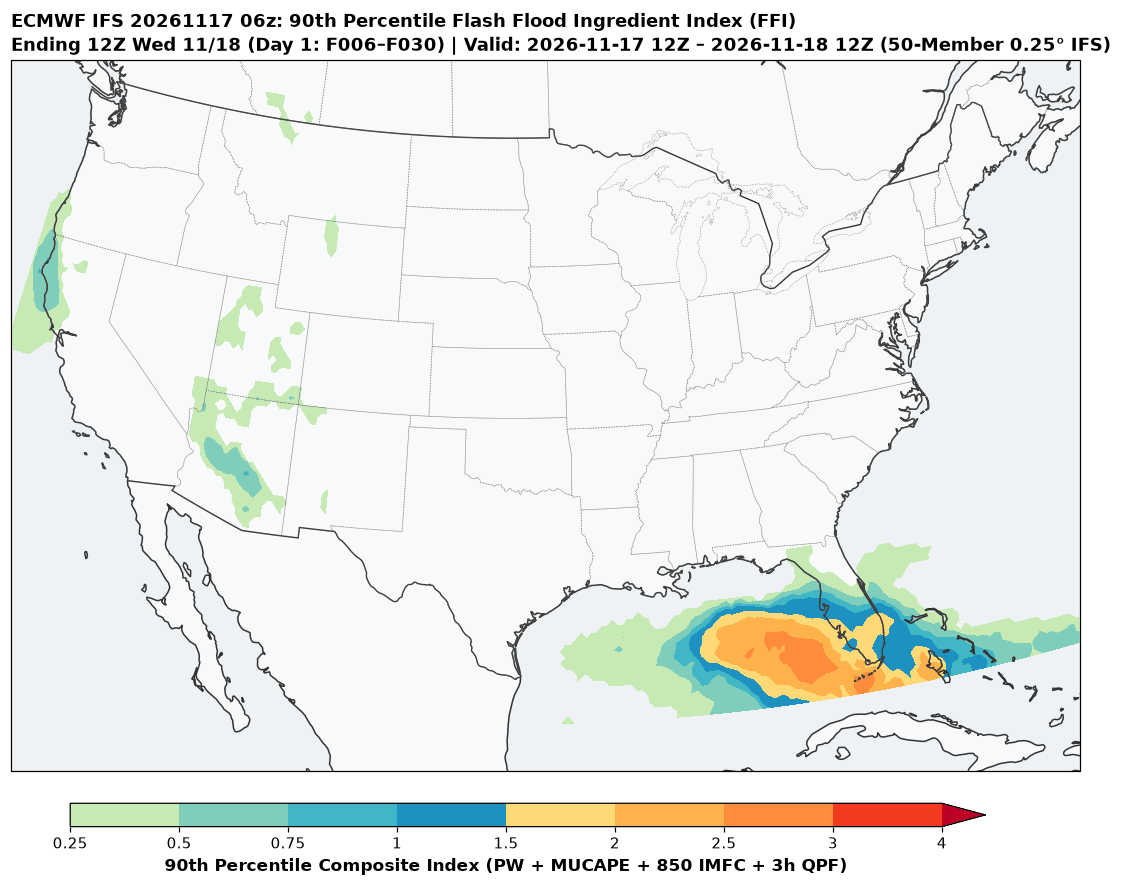 ECMWF IFS 20261117 06z: 90th Percentile Flash Flood Ingredient Index (FFI)
Ending 12Z Wed 11/18 (Day 1: F006–F030) | Valid: 2026-11-17 12Z – 2026-11-18 12Z (50-Member 0.25° IFS)
0.25 0.5 0.75 1 1.5 2 2.5 3 4
90th Percentile Composite Index (PW + MUCAPE + 850 IMFC + 3h QPF)